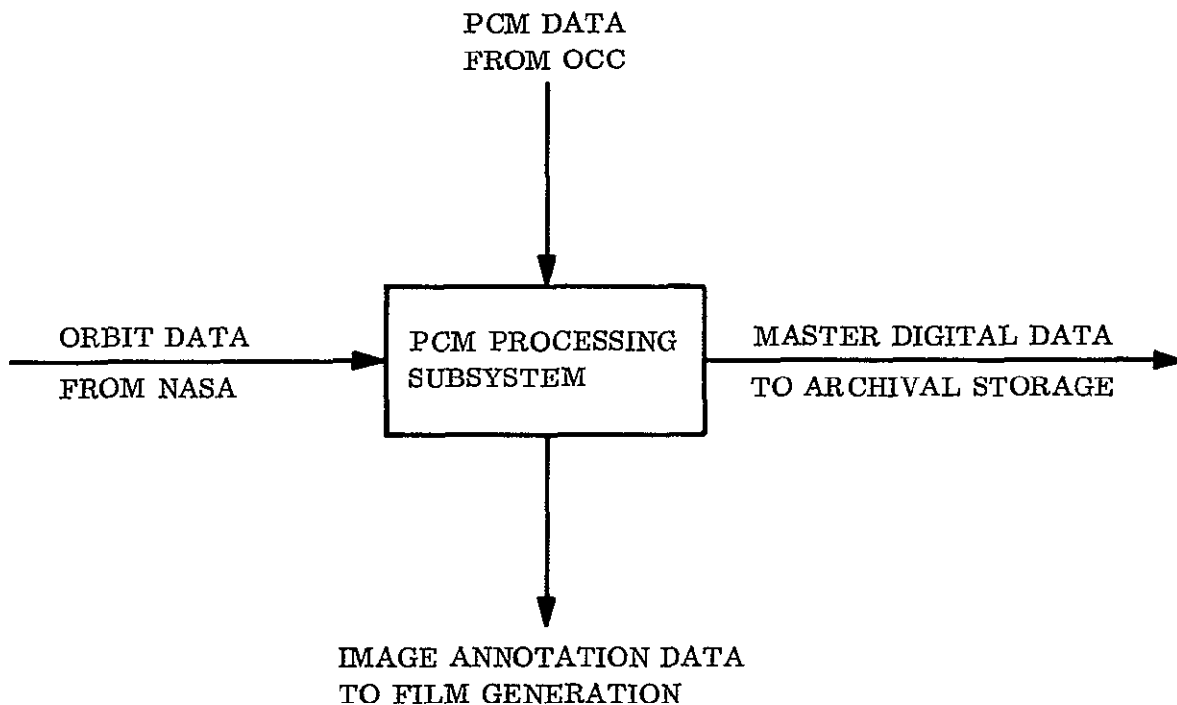 PCM DATA
FROM OCC
ORBIT DATA
FROM NASA
PCM PROCESSING
SUBSYSTEM
MASTER DIGITAL DATA
TO ARCHIVAL STORAGE
IMAGE ANNOTATION DATA
TO FILM GENERATION